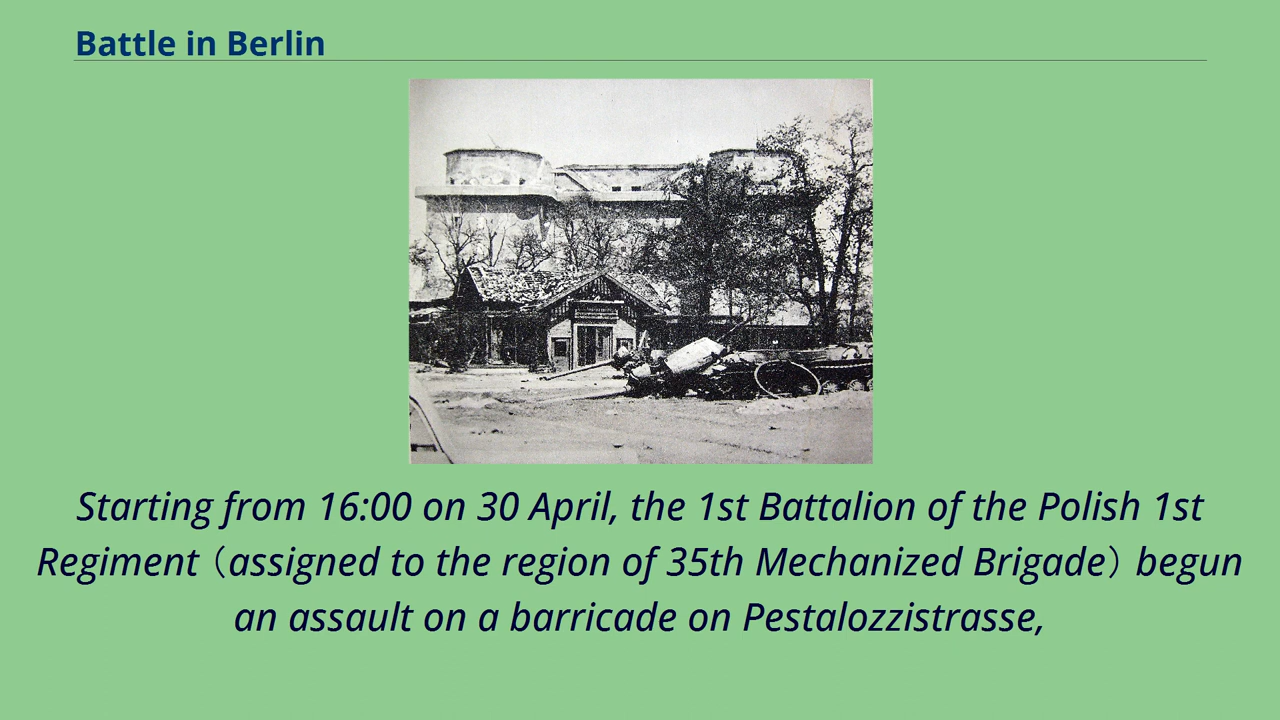 Battle in Berlin
Starting from 16:00 on 30 April, the 1st Battalion of the Polish 1st
Regiment（assigned to the region of 35th Mechanized Brigade）begun
an assault on a barricade on Pestalozzistrasse,